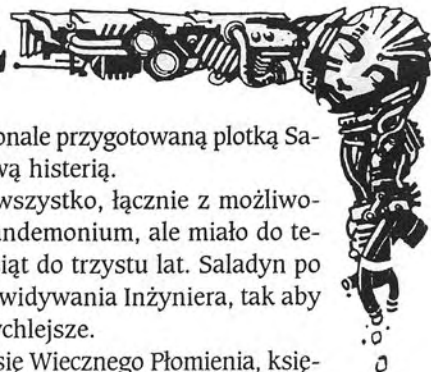 onale przygotowaną plotką Sa-
wą histerią.
wszystko, łącznie z możliwo-
andemonium, ale miało do te-
siąt do trzystu lat. Saladyn po
widywania Inżyniera, tak aby
ychlejsze.
się Wiecznego Płomienia, księ-